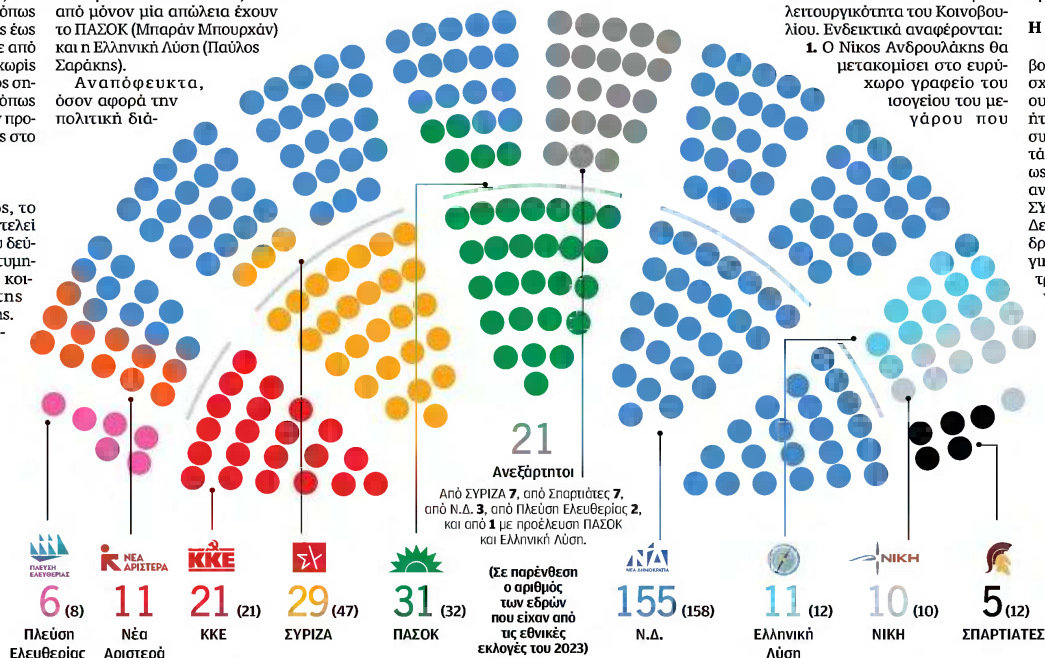 από μόνον μία απώλεια έχουν
το ΠΑΣΟΚ (Μπαράν Μπουρχάν)
και η Ελληνική Λύση (Παύλος
Σαράκης).
Αναπόφευκτα,
όσον αφορά την
πολιτική διά-
λειτουργικότητα του Κοινοβου-
λίου. Ενδεικτικά αναφέρονται:
1. Ο Νίκος Ανδρουλάκης θα
μετακομίσει στο ευρύ-
χωρο γραφείο του
ισογείου του με-
γάρου που
21
Ανεξάρτητοι
Από ΣΥΡΙΖΑ 7, από Σπαρτιάτες 7,
από Ν.Δ. 3, από Πλεύση Ελευθερίας 2,
και από 1 με προέλευση ΠΑΣΟΚ
και Ελληνική Λύση.
(Σε παρένθεση
ο αριθμός
των εδρών
που είχαν από
τις εθνικές
εκλογές του 2023)
ΠΛΕΥΣΗ
ΕΛΕΥΘΕΡΙΑΣ
6 (8)
Πλεύση
Ελευθερίας
ΝΕΑ
ΑΡΙΣΤΕΡΑ
11
Νέα
Αριστερά
ΚΚΕ
21 (21)
ΚΚΕ
29 (47)
ΣΥΡΙΖΑ
31 (32)
ΠΑΣΟΚ
ΝΔ
ΝΕΑ ΔΗΜΟΚΡΑΤΙΑ
155 (158)
Ν.Δ.
11 (12)
Ελληνική
Λύση
ΝΙΚΗ
10 (10)
ΝΙΚΗ
5 (12)
ΣΠΑΡΤΙΑΤΕΣ